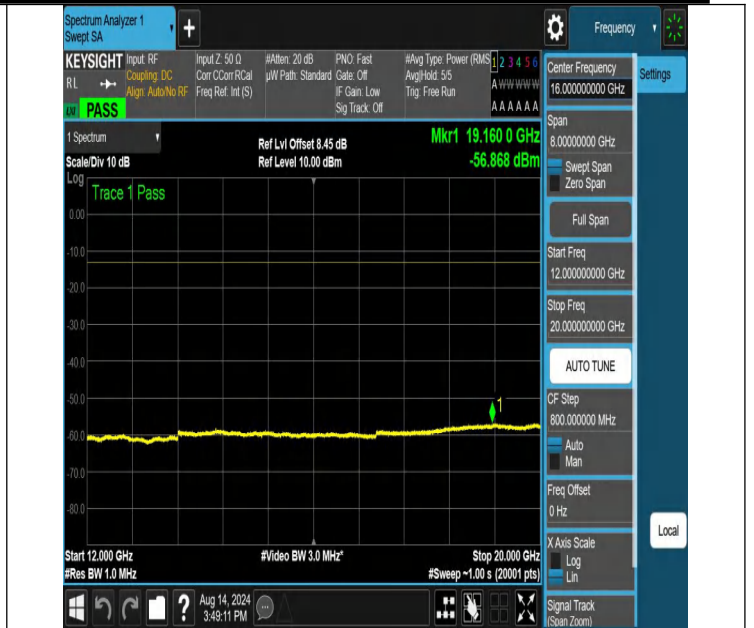 Spectrum Analyzer 1
Swept SA
+
Frequency
KEYSIGHT
RL
PASS
Input: RF
Coupling: DC
Align: Auto/No RF
Input Z: 50 Ω
Corr CCorr RCal
Freq Ref: Int (S)
#Atten: 20 dB
µW Path: Standard
PNO: Fast
Gate: Off
IF Gain: Low
Sig Track: Off
#Avg Type: Power (RMS
Avg|Hold: 5/5
Trig: Free Run
1 2 3 4 5 6
A W W W W W
A A A A A A
1 Spectrum
Scale/Div 10 dB
Log
Ref Lvl Offset 8.45 dB
Ref Level 10.00 dBm
Mkr1 19.160 0 GHz
-56.868 dBm
Trace 1 Pass
0.00
-10.0
-20.0
-30.0
-40.0
-50.0
-60.0
-70.0
-80.0
1
Start 12.000 GHz
#Res BW 1.0 MHz
#Video BW 3.0 MHz*
Stop 20.000 GHz
#Sweep ~1.00 s (20001 pts)
?
Aug 14, 2024
3:49:11 PM
Center Frequency
16.000000000 GHz
Settings
Span
8.00000000 GHz
Swept Span
Zero Span
Full Span
Start Freq
12.000000000 GHz
Stop Freq
20.000000000 GHz
AUTO TUNE
CF Step
800.000000 MHz
Auto
Man
Freq Offset
0 Hz
X Axis Scale
Log
Lin
Local
Signal Track
(Span Zoom)